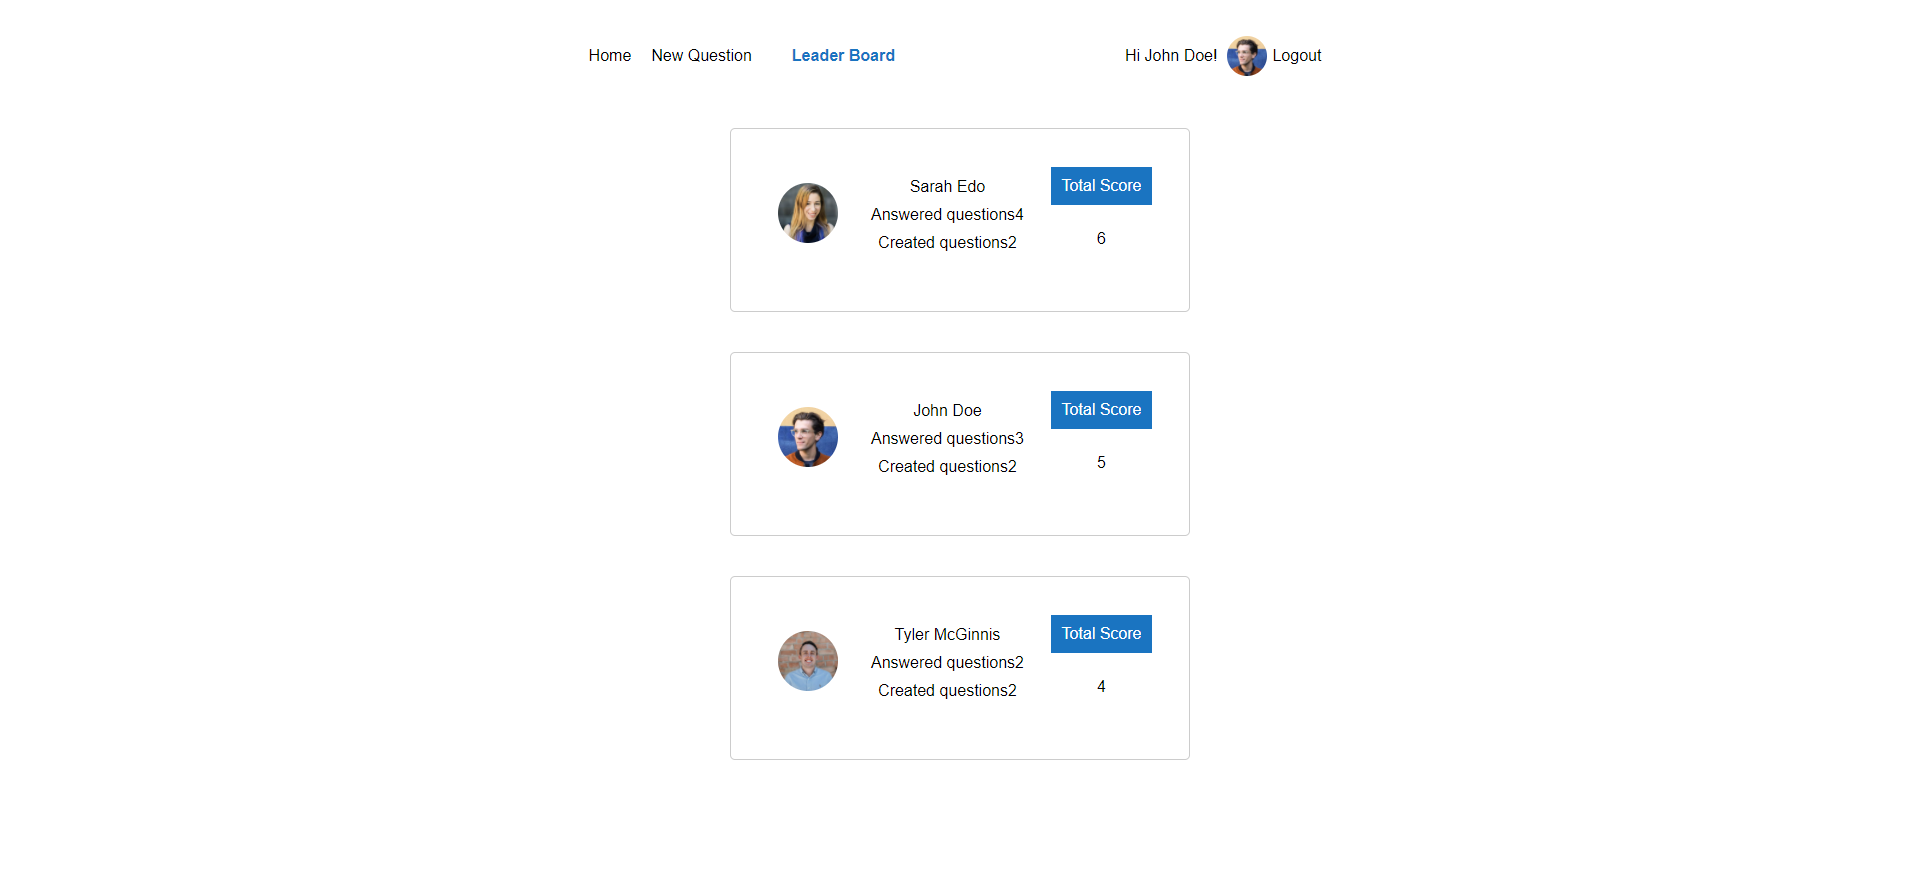 Home New Question Leader Board Hi John Doe! Logout
Sarah Edo
Answered questions4
Created questions2
Total Score
6
John Doe
Answered questions3
Created questions2
Total Score
5
Tyler McGinnis
Answered questions2
Created questions2
Total Score
4